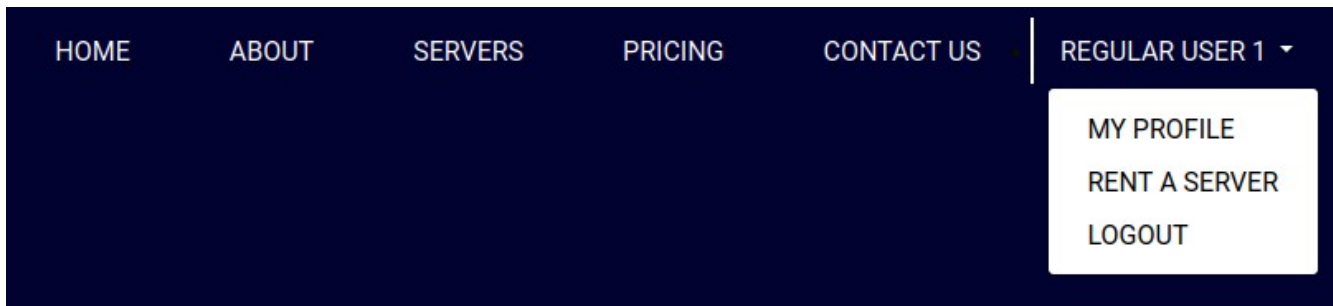 HOME ABOUT SERVERS PRICING CONTACT US REGULAR USER 1
MY PROFILE
RENT A SERVER
LOGOUT